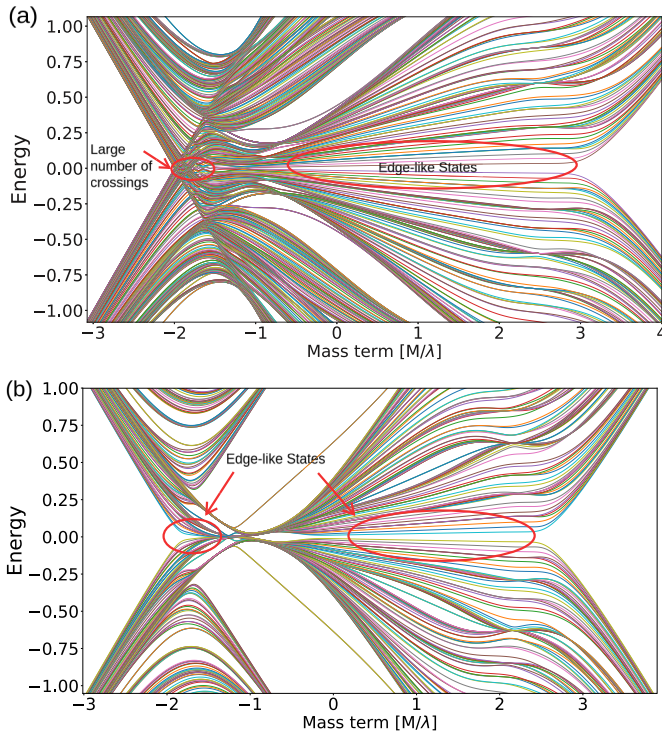 (a)
1.00
0.75
0.50
0.25
0.00
−0.25
−0.50
−0.75
−1.00
Energy
Large
number of
crossings
Edge-like States
−3 −2 −1 0 1 2 3 4
Mass term [M/λ]
(b)
1.00
0.75
0.50
0.25
0.00
−0.25
−0.50
−0.75
−1.00
Energy
Edge-like States
−3 −2 −1 0 1 2 3
Mass term [M/λ]